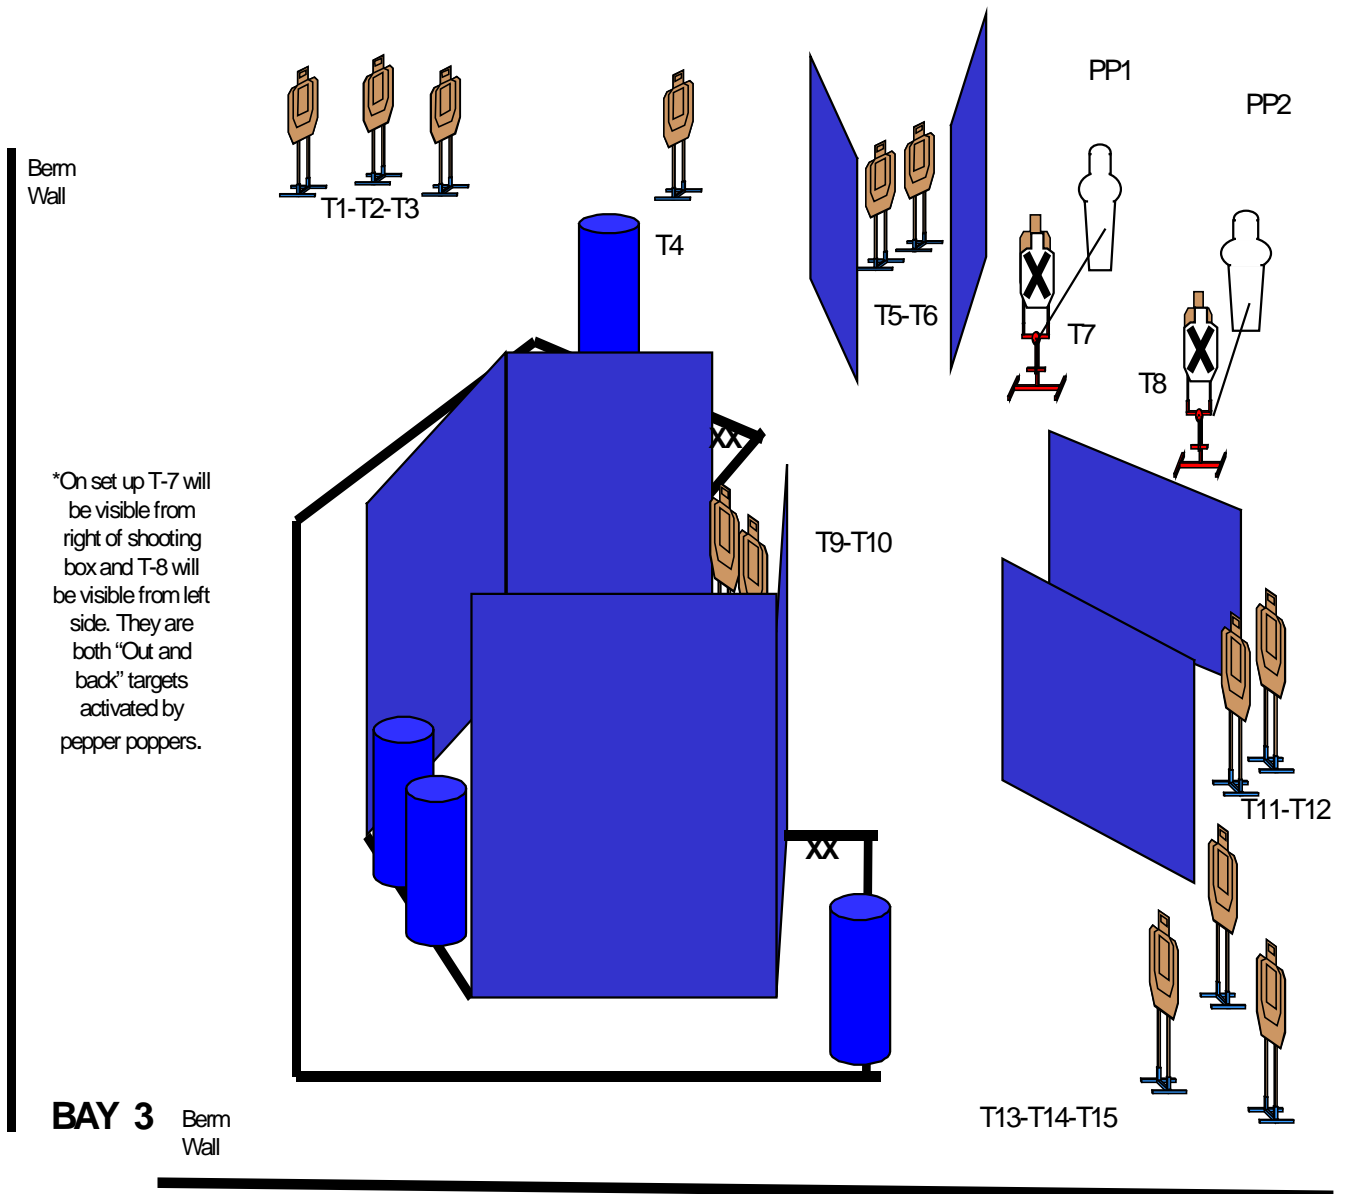 PP1
PP2
Berm
Wall
T1-T2-T3
T4
T5-T6
T7
T8
XX
*On set up T-7 will
be visible from
right of shooting
box and T-8 will
be visible from left
side. They are
both “Out and
back” targets
activated by
pepper poppers.
T9-T10
T11-T12
XX
BAY 3
Berm
Wall
T13-T14-T15